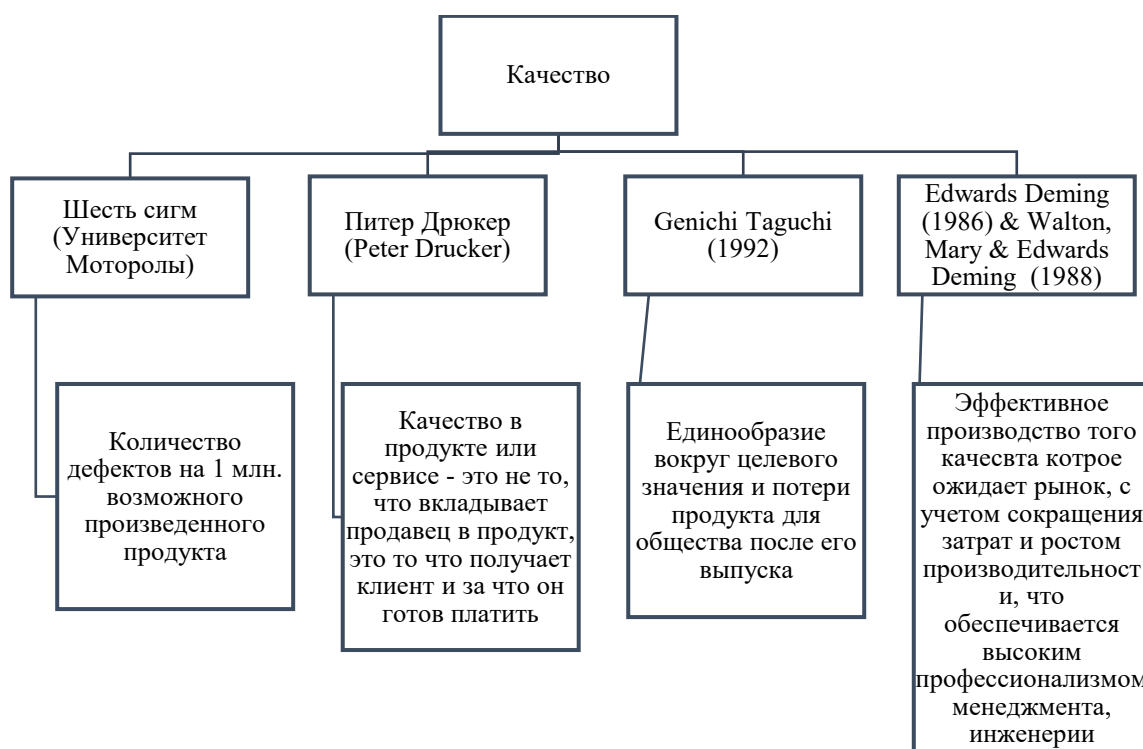 Качество
Шесть сигм
(Университет
Моторолы)
Питер Дрюкер
(Peter Drucker)
Genichi Taguchi
(1992)
Edwards Deming
(1986) & Walton,
Mary & Edwards
Deming (1988)
Количество
дефектов на 1 млн.
возможного
произведенного
продукта
Качество в
продукте или
сервисе - это не то,
что вкладывает
продавец в продукт,
это то что получает
клиент и за что он
готов платить
Единообразие
вокруг целевого
значения и потери
продукта для
общества после его
выпуска
Эффективное
производство того
качесвта котрое
ожидает рынок, с
учетом сокращения
затрат и ростом
производительност
и, что
обеспечивается
высоким
профессионализмом
менеджмента,
инженерии